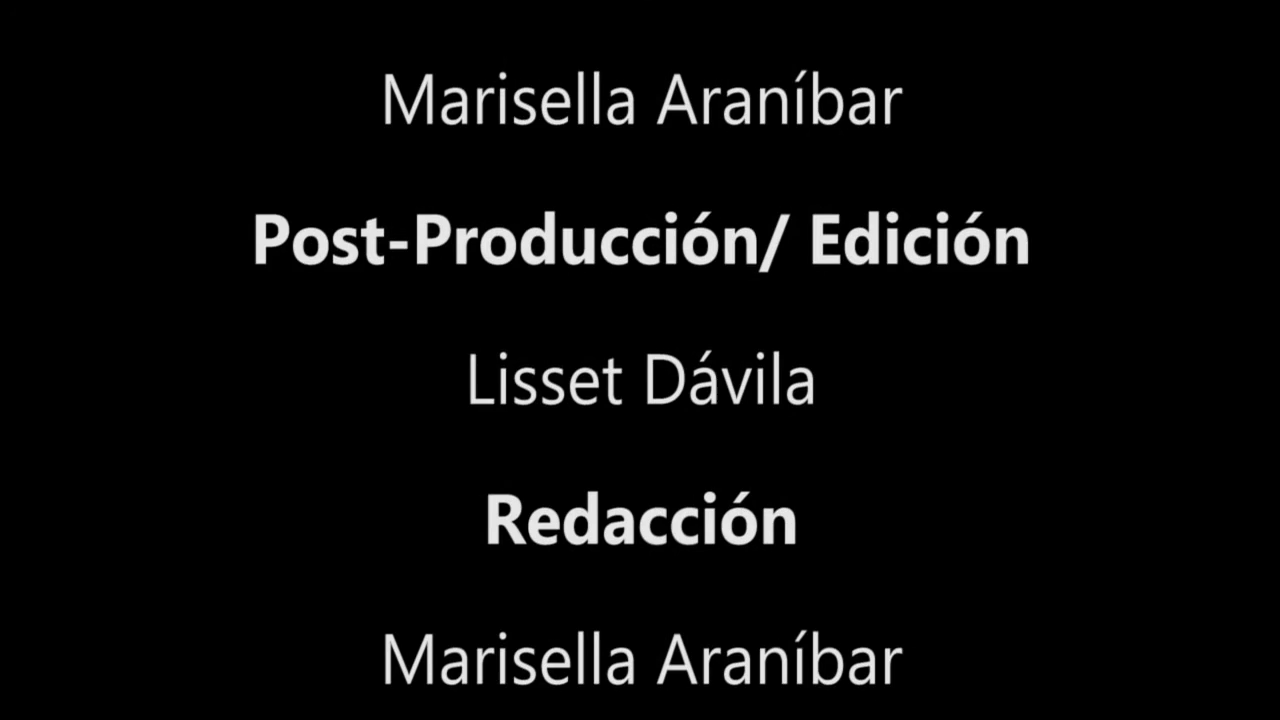 Marisella Araníbar
Post-Producción/ Edición
Lisset Dávila
Redacción
Marisella Araníbar